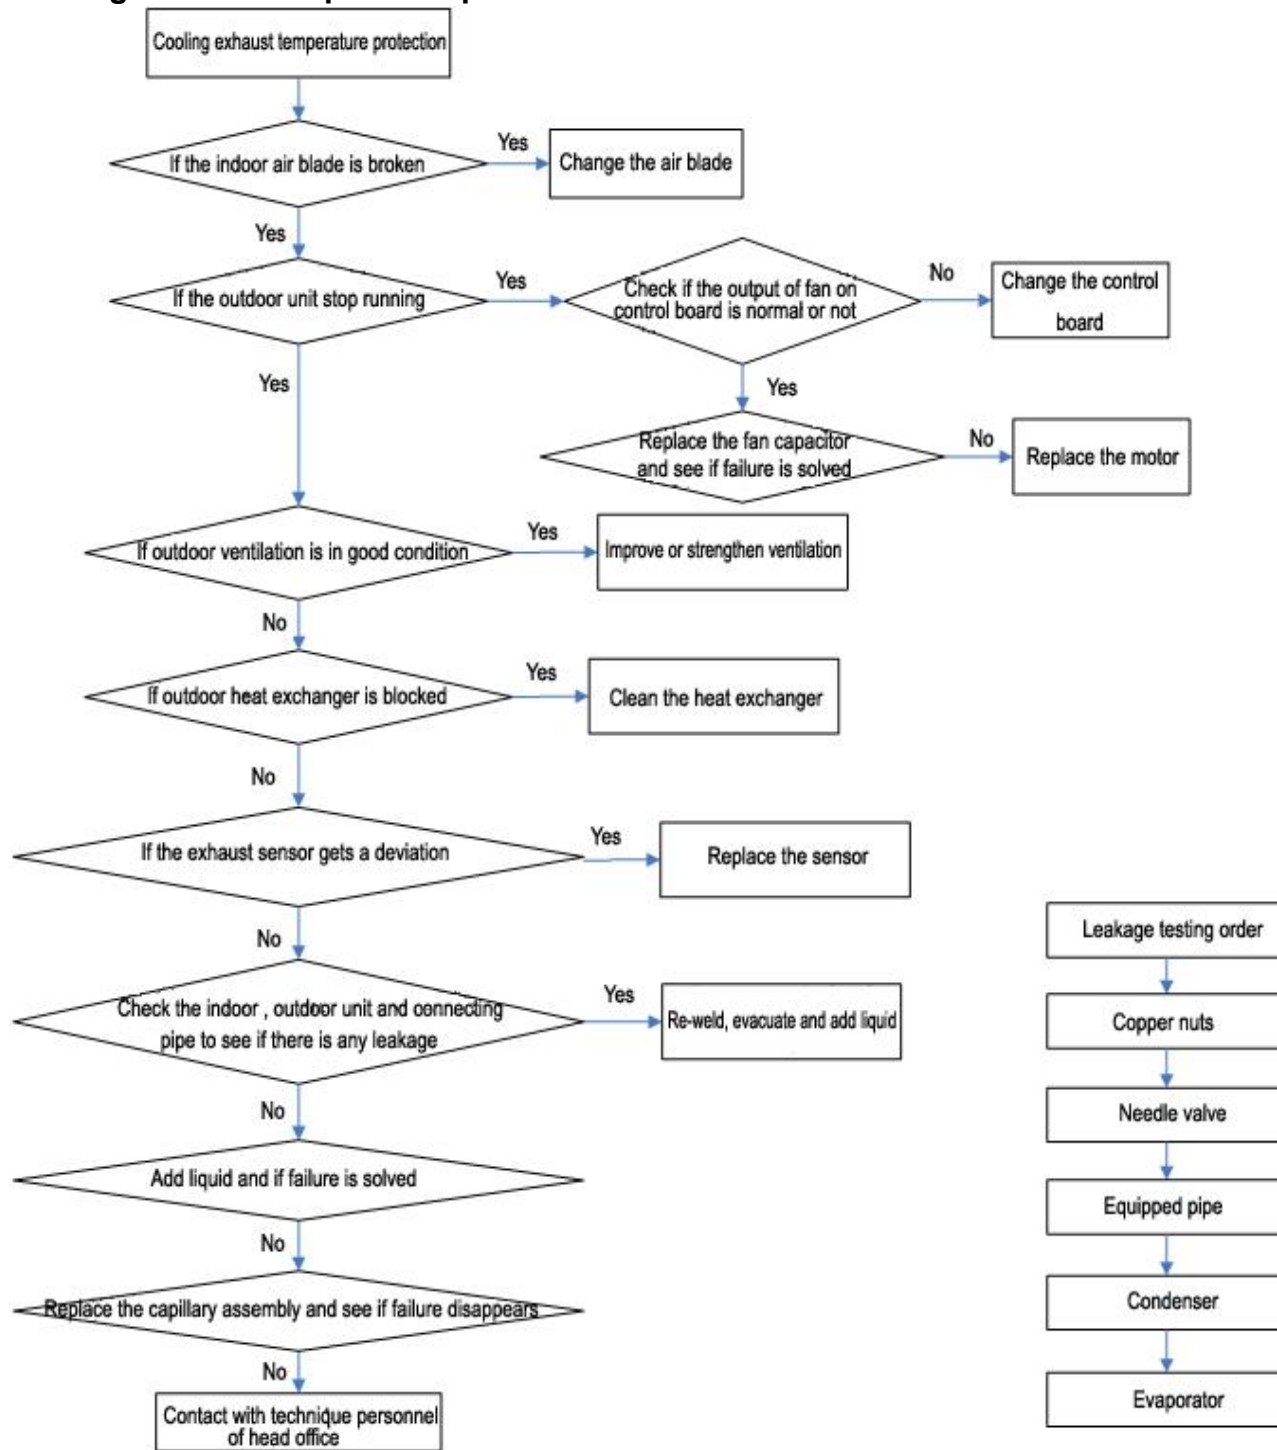 Cooling exhaust temperature protection
If the indoor air blade is broken
Yes
Change the air blade
Yes
If the outdoor unit stop running
Yes
Check if the output of fan on
control board is normal or not
No
Change the control
board
Yes
Yes
Replace the fan capacitor
and see if failure is solved
No
Replace the motor
If outdoor ventilation is in good condition
Yes
Improve or strengthen ventilation
No
If outdoor heat exchanger is blocked
Yes
Clean the heat exchanger
No
If the exhaust sensor gets a deviation
Yes
Replace the sensor
No
Check the indoor , outdoor unit and connecting
pipe to see if there is any leakage
Yes
Re-weld, evacuate and add liquid
No
Add liquid and if failure is solved
No
Replace the capillary assembly and see if failure disappears
No
Contact with technique personnel
of head office
Leakage testing order
Copper nuts
Needle valve
Equipped pipe
Condenser
Evaporator